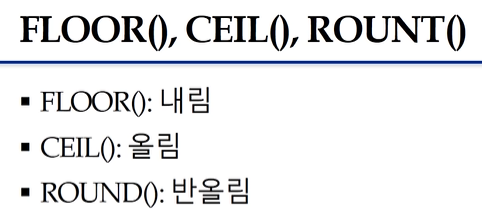 FLOOR(), CEIL(), ROUNT()
▪ FLOOR(): 내림
▪ CEIL(): 올림
▪ ROUND(): 반올림